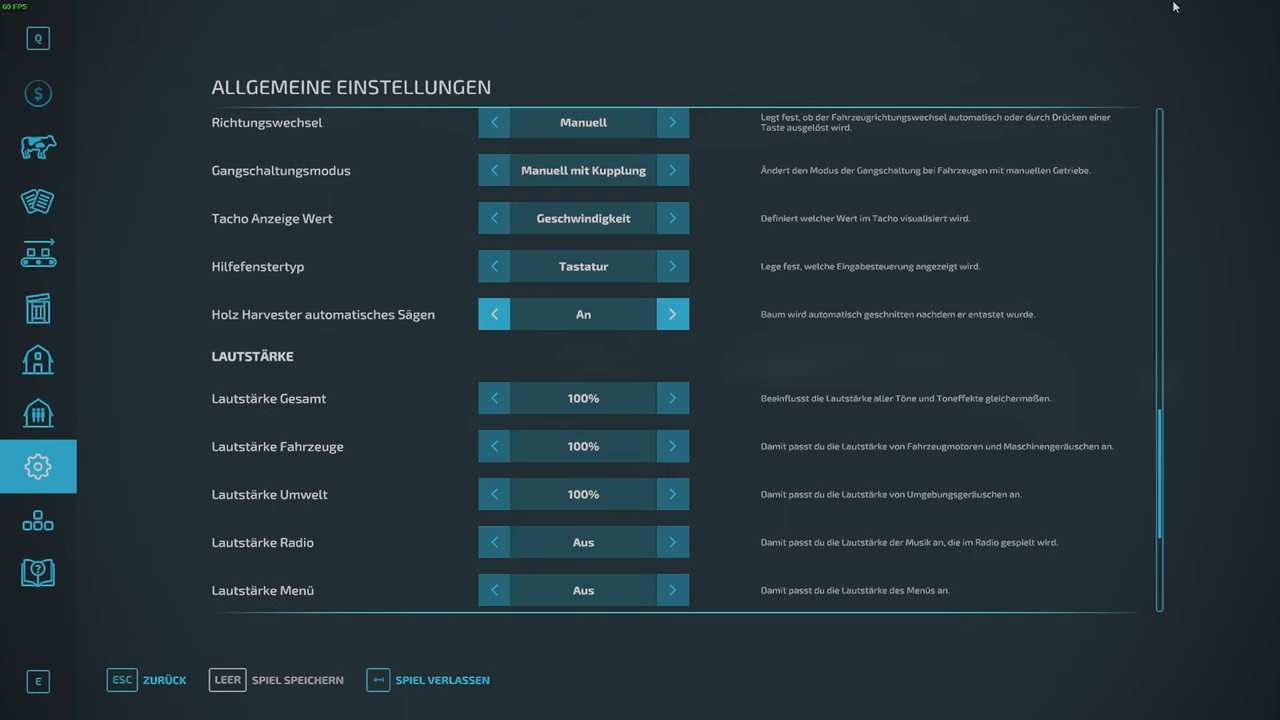 60 FPS
Q
ALLGEMEINE EINSTELLUNGEN
Richtungswechsel
Manuell
Legt fest, ob der Fahrzeugrichtungswechsel automatisch oder durch Drücken einer
Taste ausgelöst wird.
Gangschaltungsmodus
Manuell mit Kupplung
Ändert den Modus der Gangschaltung bei Fahrzeugen mit manuellen Getriebe.
Tacho Anzeige Wert
Geschwindigkeit
Definiert welcher Wert im Tacho visualisiert wird.
Hilfefenstertyp
Tastatur
Lege fest, welche Eingabesteuerung angezeigt wird.
Holz Harvester automatisches Sägen
An
Baum wird automatisch geschnitten nachdem er entastet wurde.
LAUTSTÄRKE
Lautstärke Gesamt
100%
Beeinflusst die Lautstärke aller Töne und Toneffekte gleichermaßen.
Lautstärke Fahrzeuge
100%
Damit passt du die Lautstärke von Fahrzeugmotoren und Maschinengeräuschen an.
Lautstärke Umwelt
100%
Damit passt du die Lautstärke von Umgebungsgeräuschen an.
Lautstärke Radio
Aus
Damit passt du die Lautstärke der Musik an, die im Radio gespielt wird.
Lautstärke Menü
Aus
Damit passt du die Lautstärke des Menüs an.
E
ESC ZURÜCK
LEER SPIEL SPEICHERN
SPIEL VERLASSEN